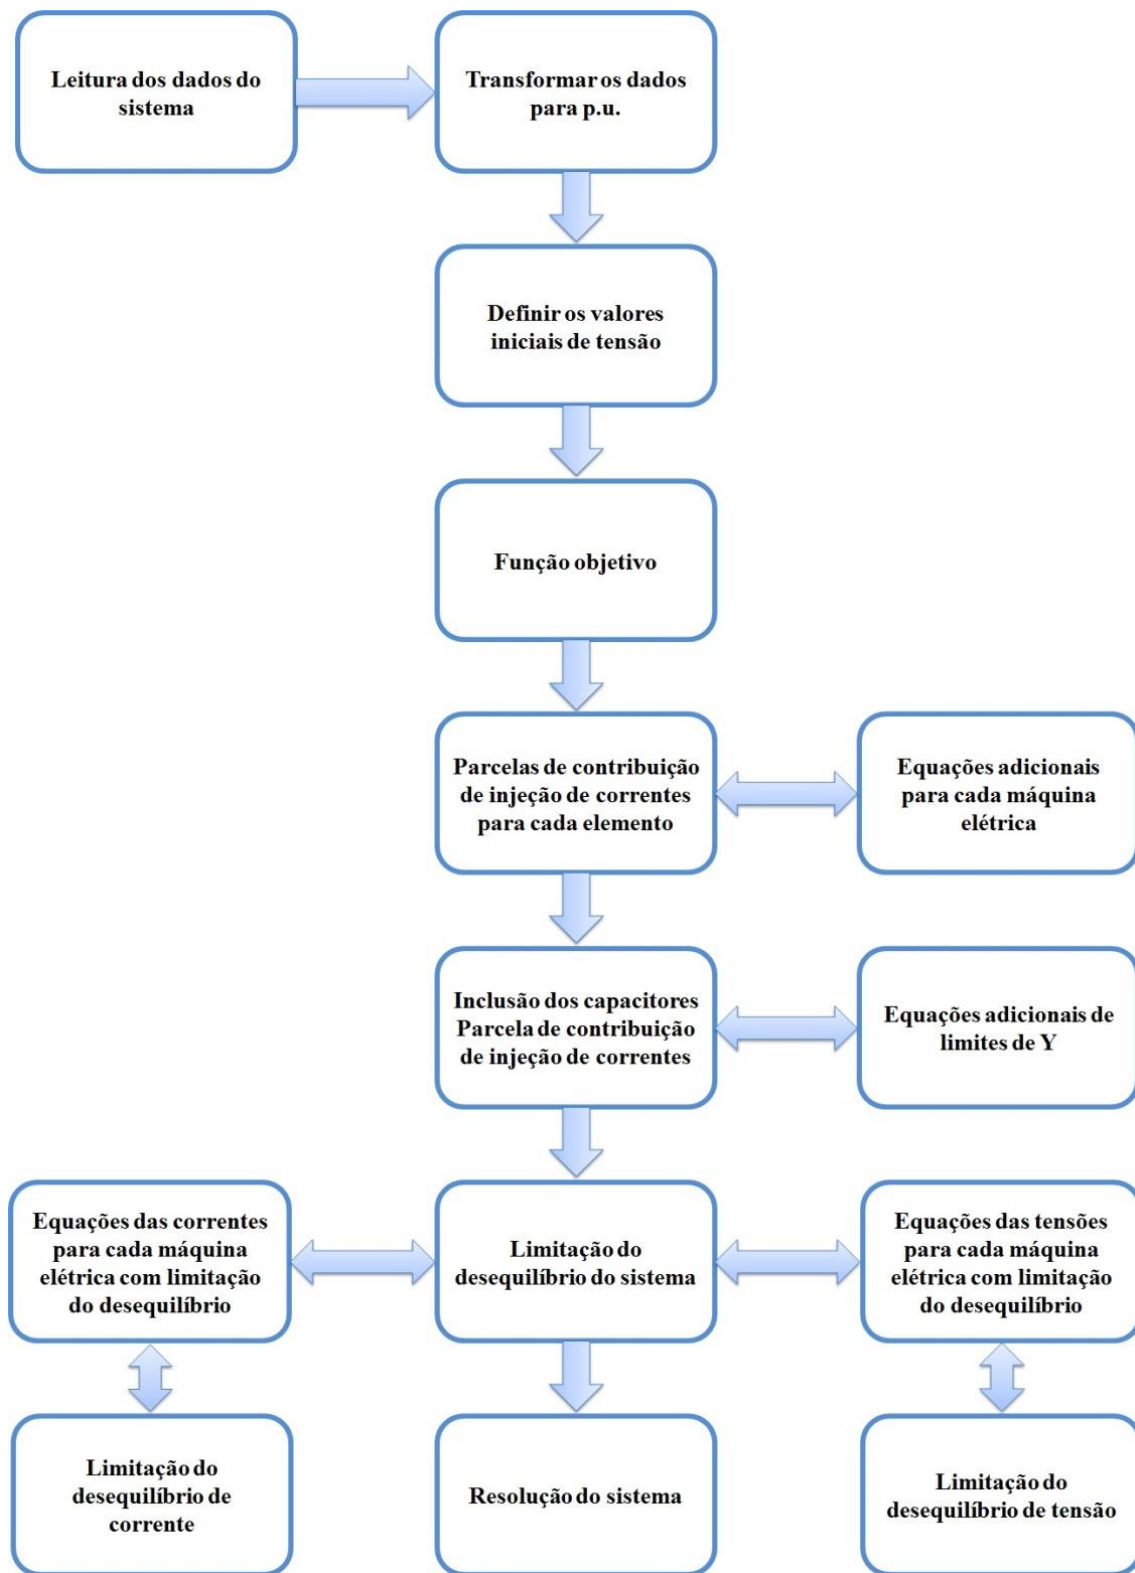 Leitura dos dados do
sistema
Transformar os dados
para p.u.
Definir os valores
iniciais de tensão
Função objetivo
Parcelas de contribuição
de injeção de correntes
para cada elemento
Equações adicionais
para cada máquina
elétrica
Inclusão dos capacitores
Parcela de contribuição
de injeção de correntes
Equações adicionais de
limites de Y
Equações das correntes
para cada máquina
elétrica com limitação
do desequilíbrio
Limitação do
desequilíbrio do sistema
Equações das tensões
para cada máquina
elétrica com limitação
do desequilíbrio
Limitação do
desequilíbrio de
corrente
Resolução do sistema
Limitação do
desequilíbrio de tensão